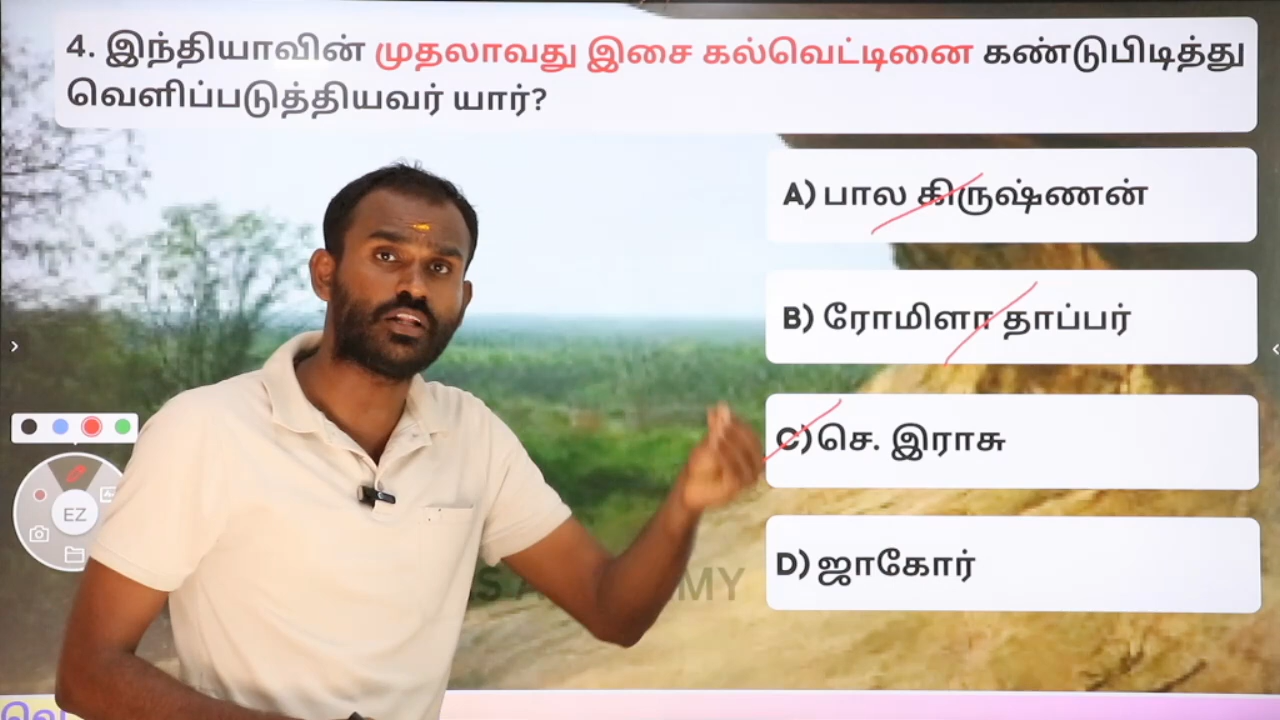 4. இந்தியாவின் முதலாவது இசை கல்வெட்டினை கண்டுபிடித்து
வெளிப்படுத்தியவர் யார்?
A) பால கிருஷ்ணன்
B) ரோமிளா தாப்பர்
C) செ. இராசு
D) ஜாகோர்
EZ